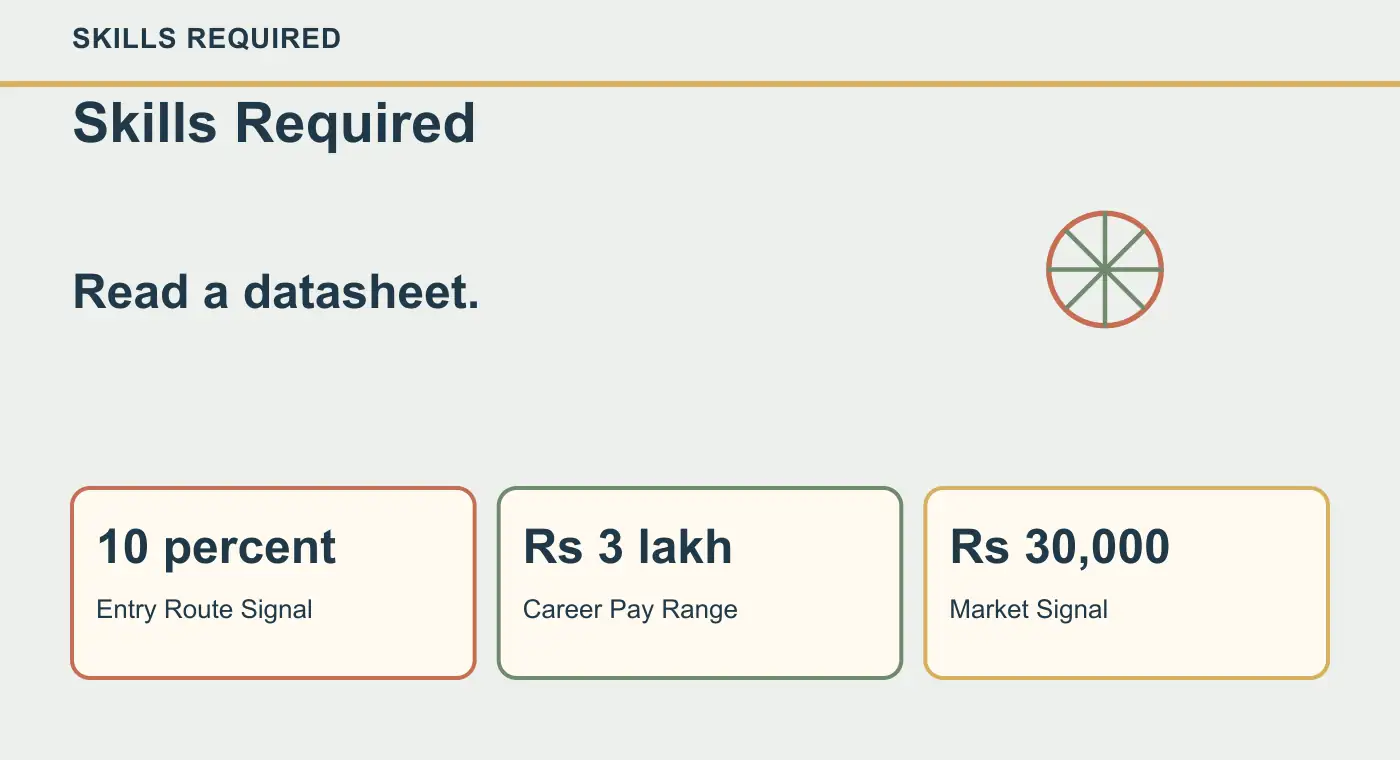 SKILLS REQUIRED
Skills Required
Read a datasheet.
10 percent
Entry Route Signal
Rs 3 lakh
Career Pay Range
Rs 30,000
Market Signal